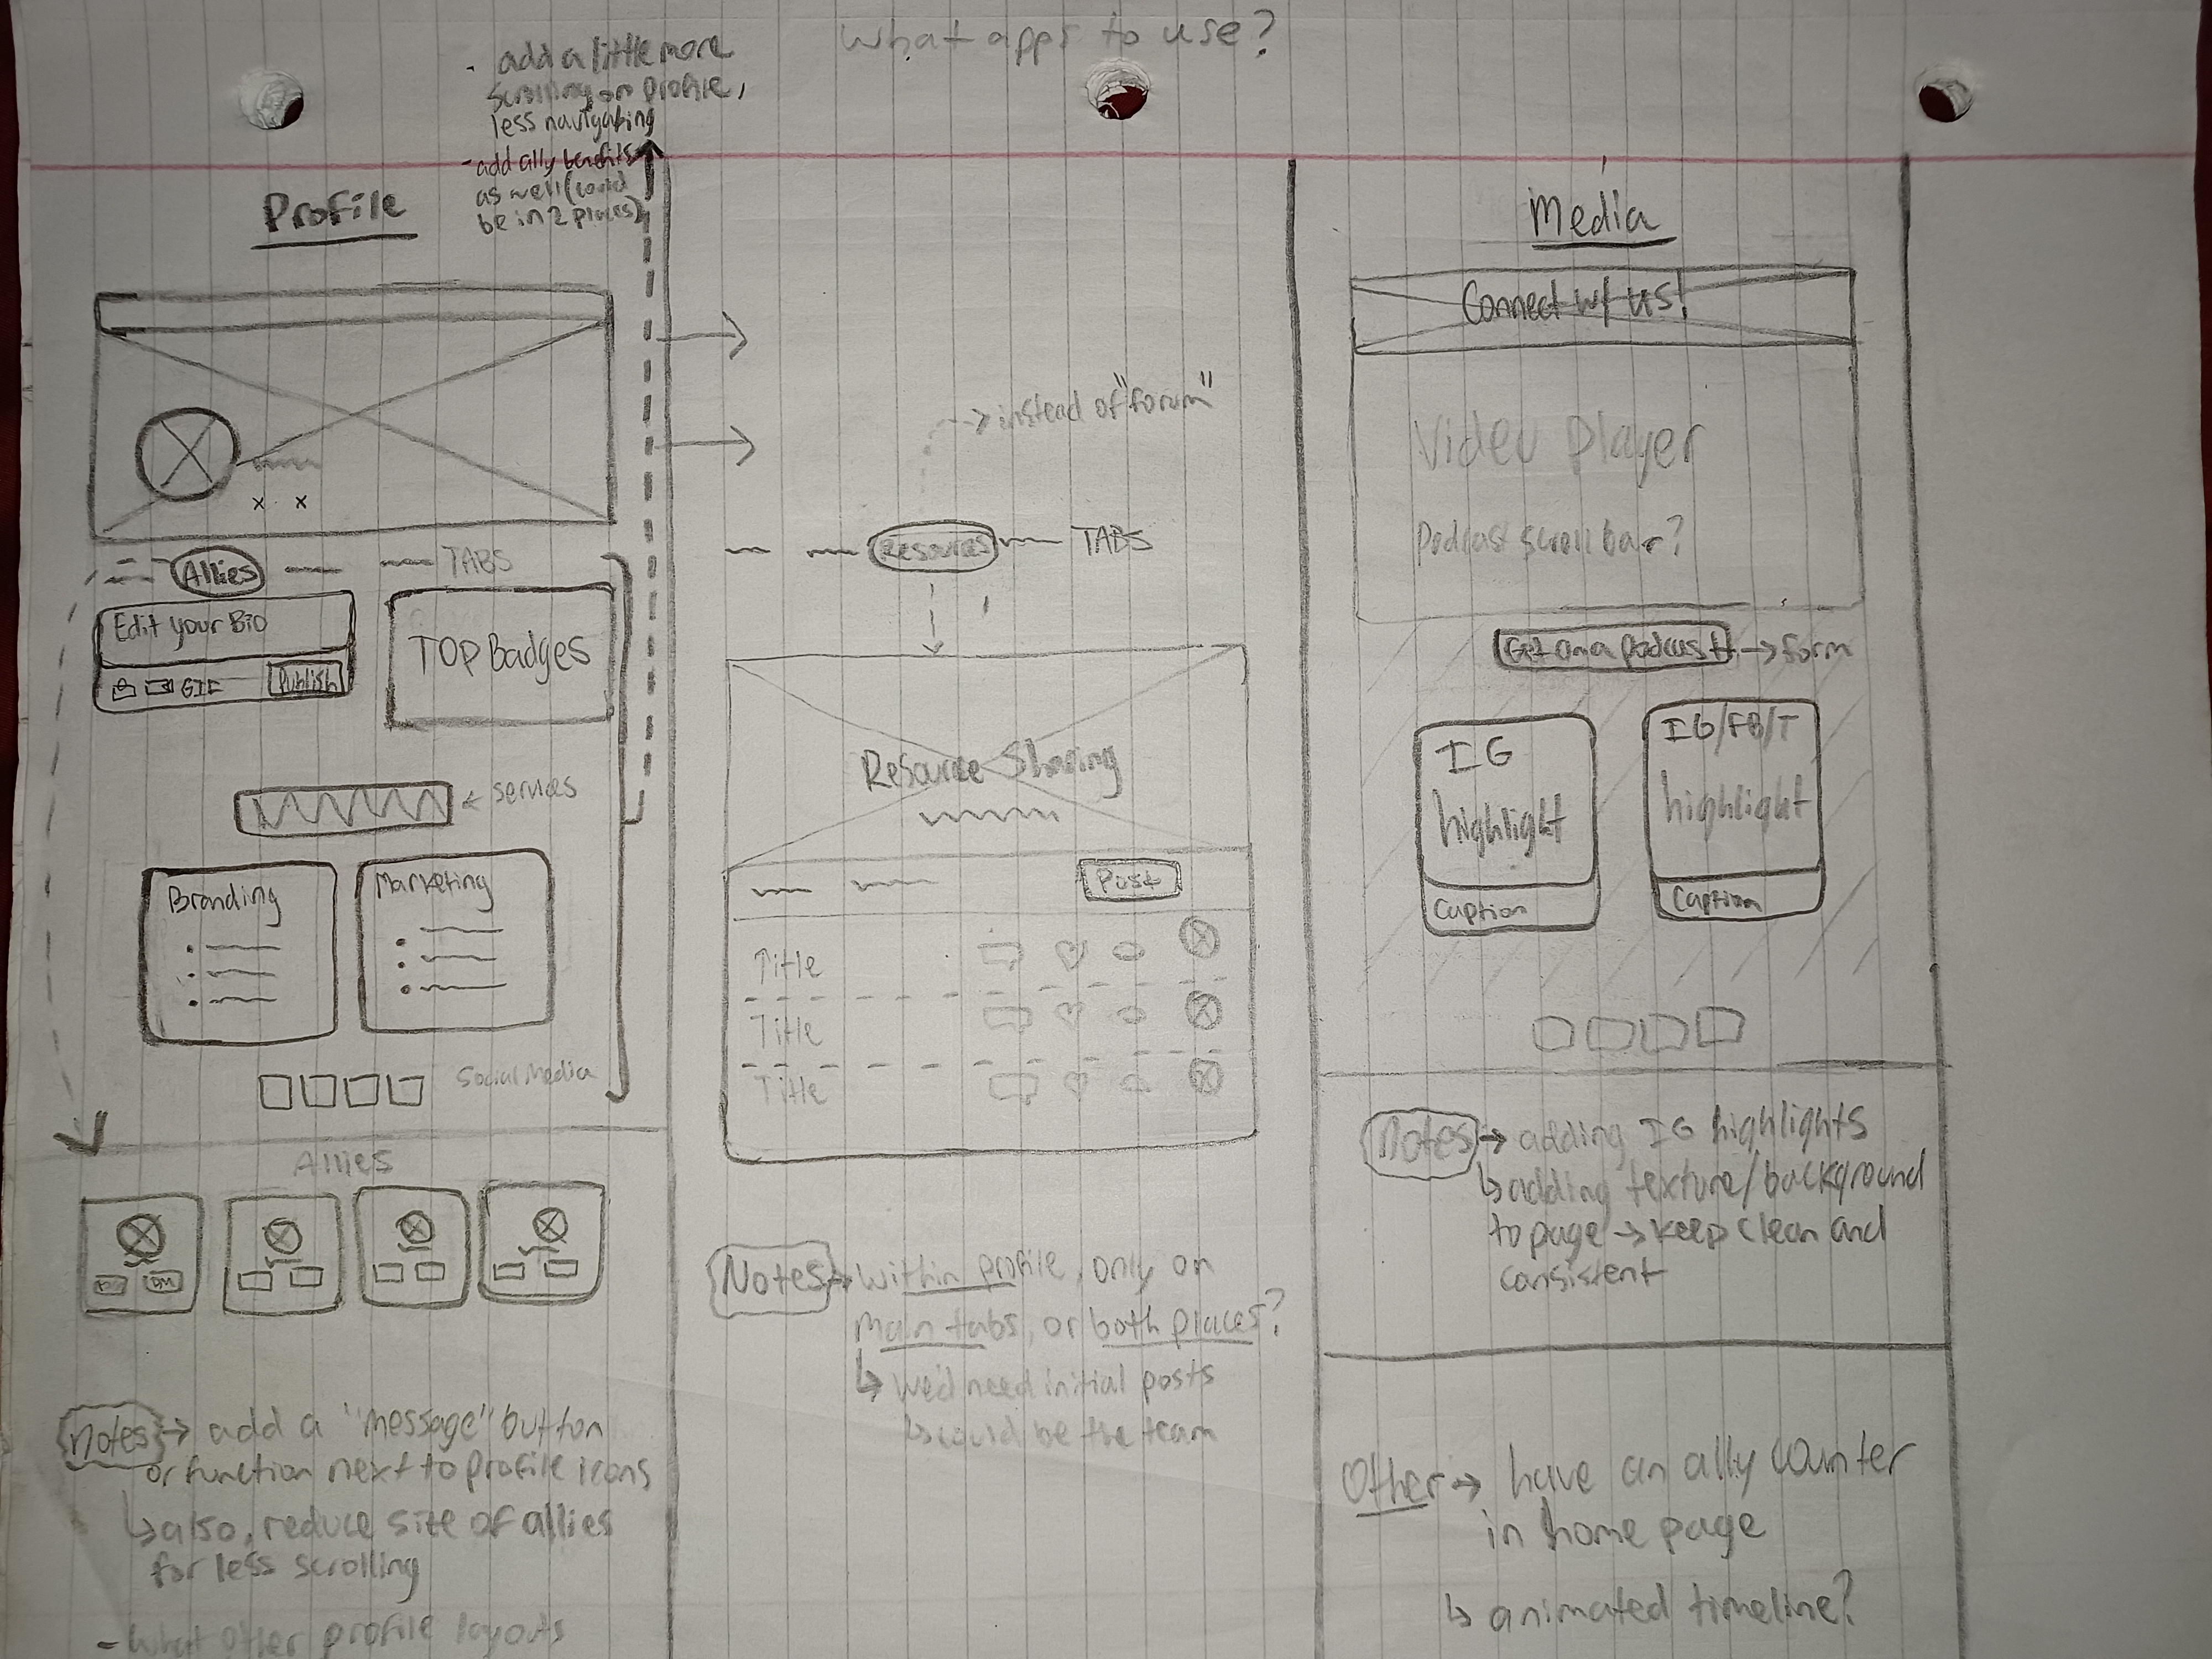 What apps to use?
- add a little more
scrolling on profile,
less navigating
- add ally benefits
as well (could
be in 2 places)
Profile
TABS
Allies
Edit your Bio
GIF
Publish
TOP Badges
← services
Branding
Marketing
Social Media
Allies
DM
Notes → add a "message" button
or function next to profile icons
↳ also, reduce size of allies
for less scrolling
- What other profile layouts
→ instead of "forum"
Resources
TABS
Resource Sharing
Post
Title
Title
Title
Notes → Within profile, only on
main tabs, or both places?
↳ we'd need initial posts
↳ could be the team
Media
Connect w/ us!
Video Player
Podcast scroll bar?
Get on a podcast → form
IG
highlight
Caption
IG/FB/T
highlight
Caption
Notes → adding IG highlights
↳ adding texture/background
to page → keep clean and
consistent
Other → have an ally counter
in home page
↳ animated timeline?